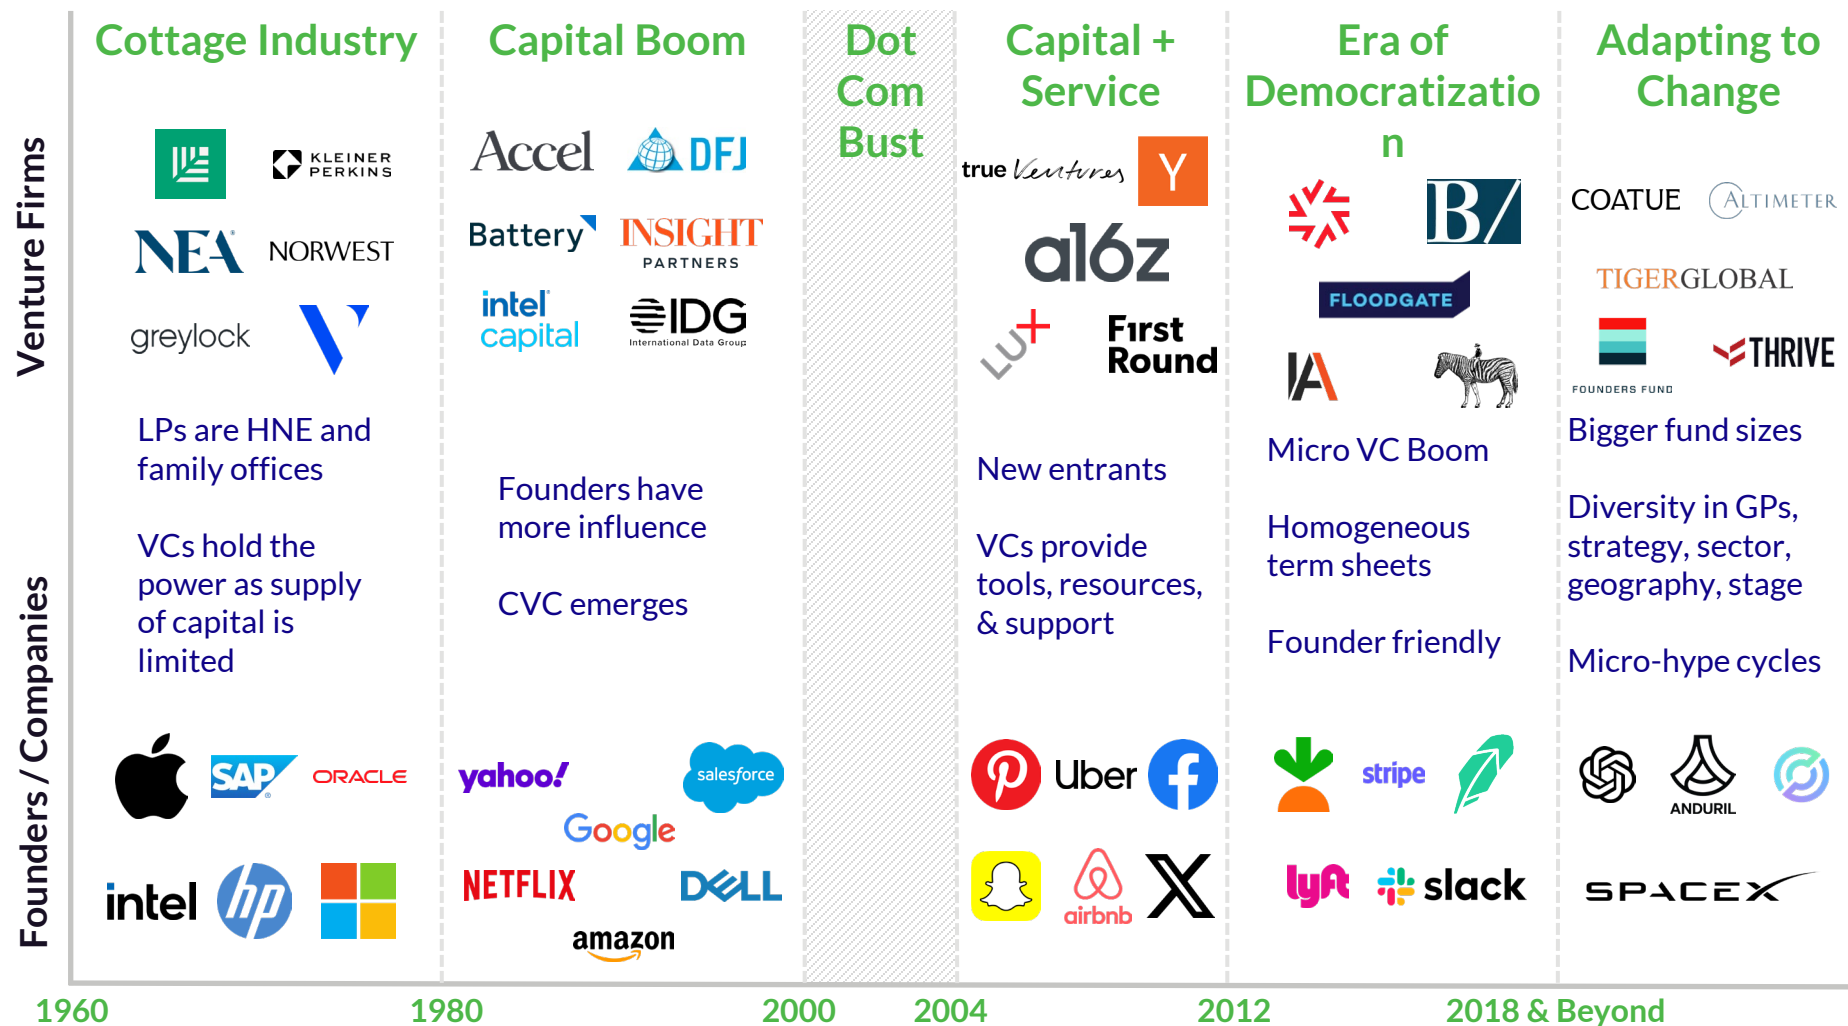 Venture Firms
Founders / Companies
Cottage Industry
KLEINER
PERKINS
NEA
NORWEST
greylock
LPs are HNE and
family offices
VCs hold the
power as supply
of capital is
limited
SAP
ORACLE
intel
hp
Capital Boom
Accel
DFJ
Battery
INSIGHT
PARTNERS
intel
capital
IDG
International Data Group
Founders have
more influence
CVC emerges
yahoo!
salesforce
Google
NETFLIX
DELL
amazon
Dot
Com
Bust
Capital +
Service
true Ventures
Y
a16z
LU+
First
Round
New entrants
VCs provide
tools, resources,
& support
Uber
airbnb
X
Era of
Democratizatio
n
B/
FLOODGATE
IA
Micro VC Boom
Homogeneous
term sheets
Founder friendly
stripe
lyft
slack
Adapting to
Change
COATUE
ALTIMETER
TIGERGLOBAL
FOUNDERS FUND
THRIVE
Bigger fund sizes
Diversity in GPs,
strategy, sector,
geography, stage
Micro-hype cycles
ANDURIL
SPACEX
1960
1980
2000
2004
2012
2018 & Beyond